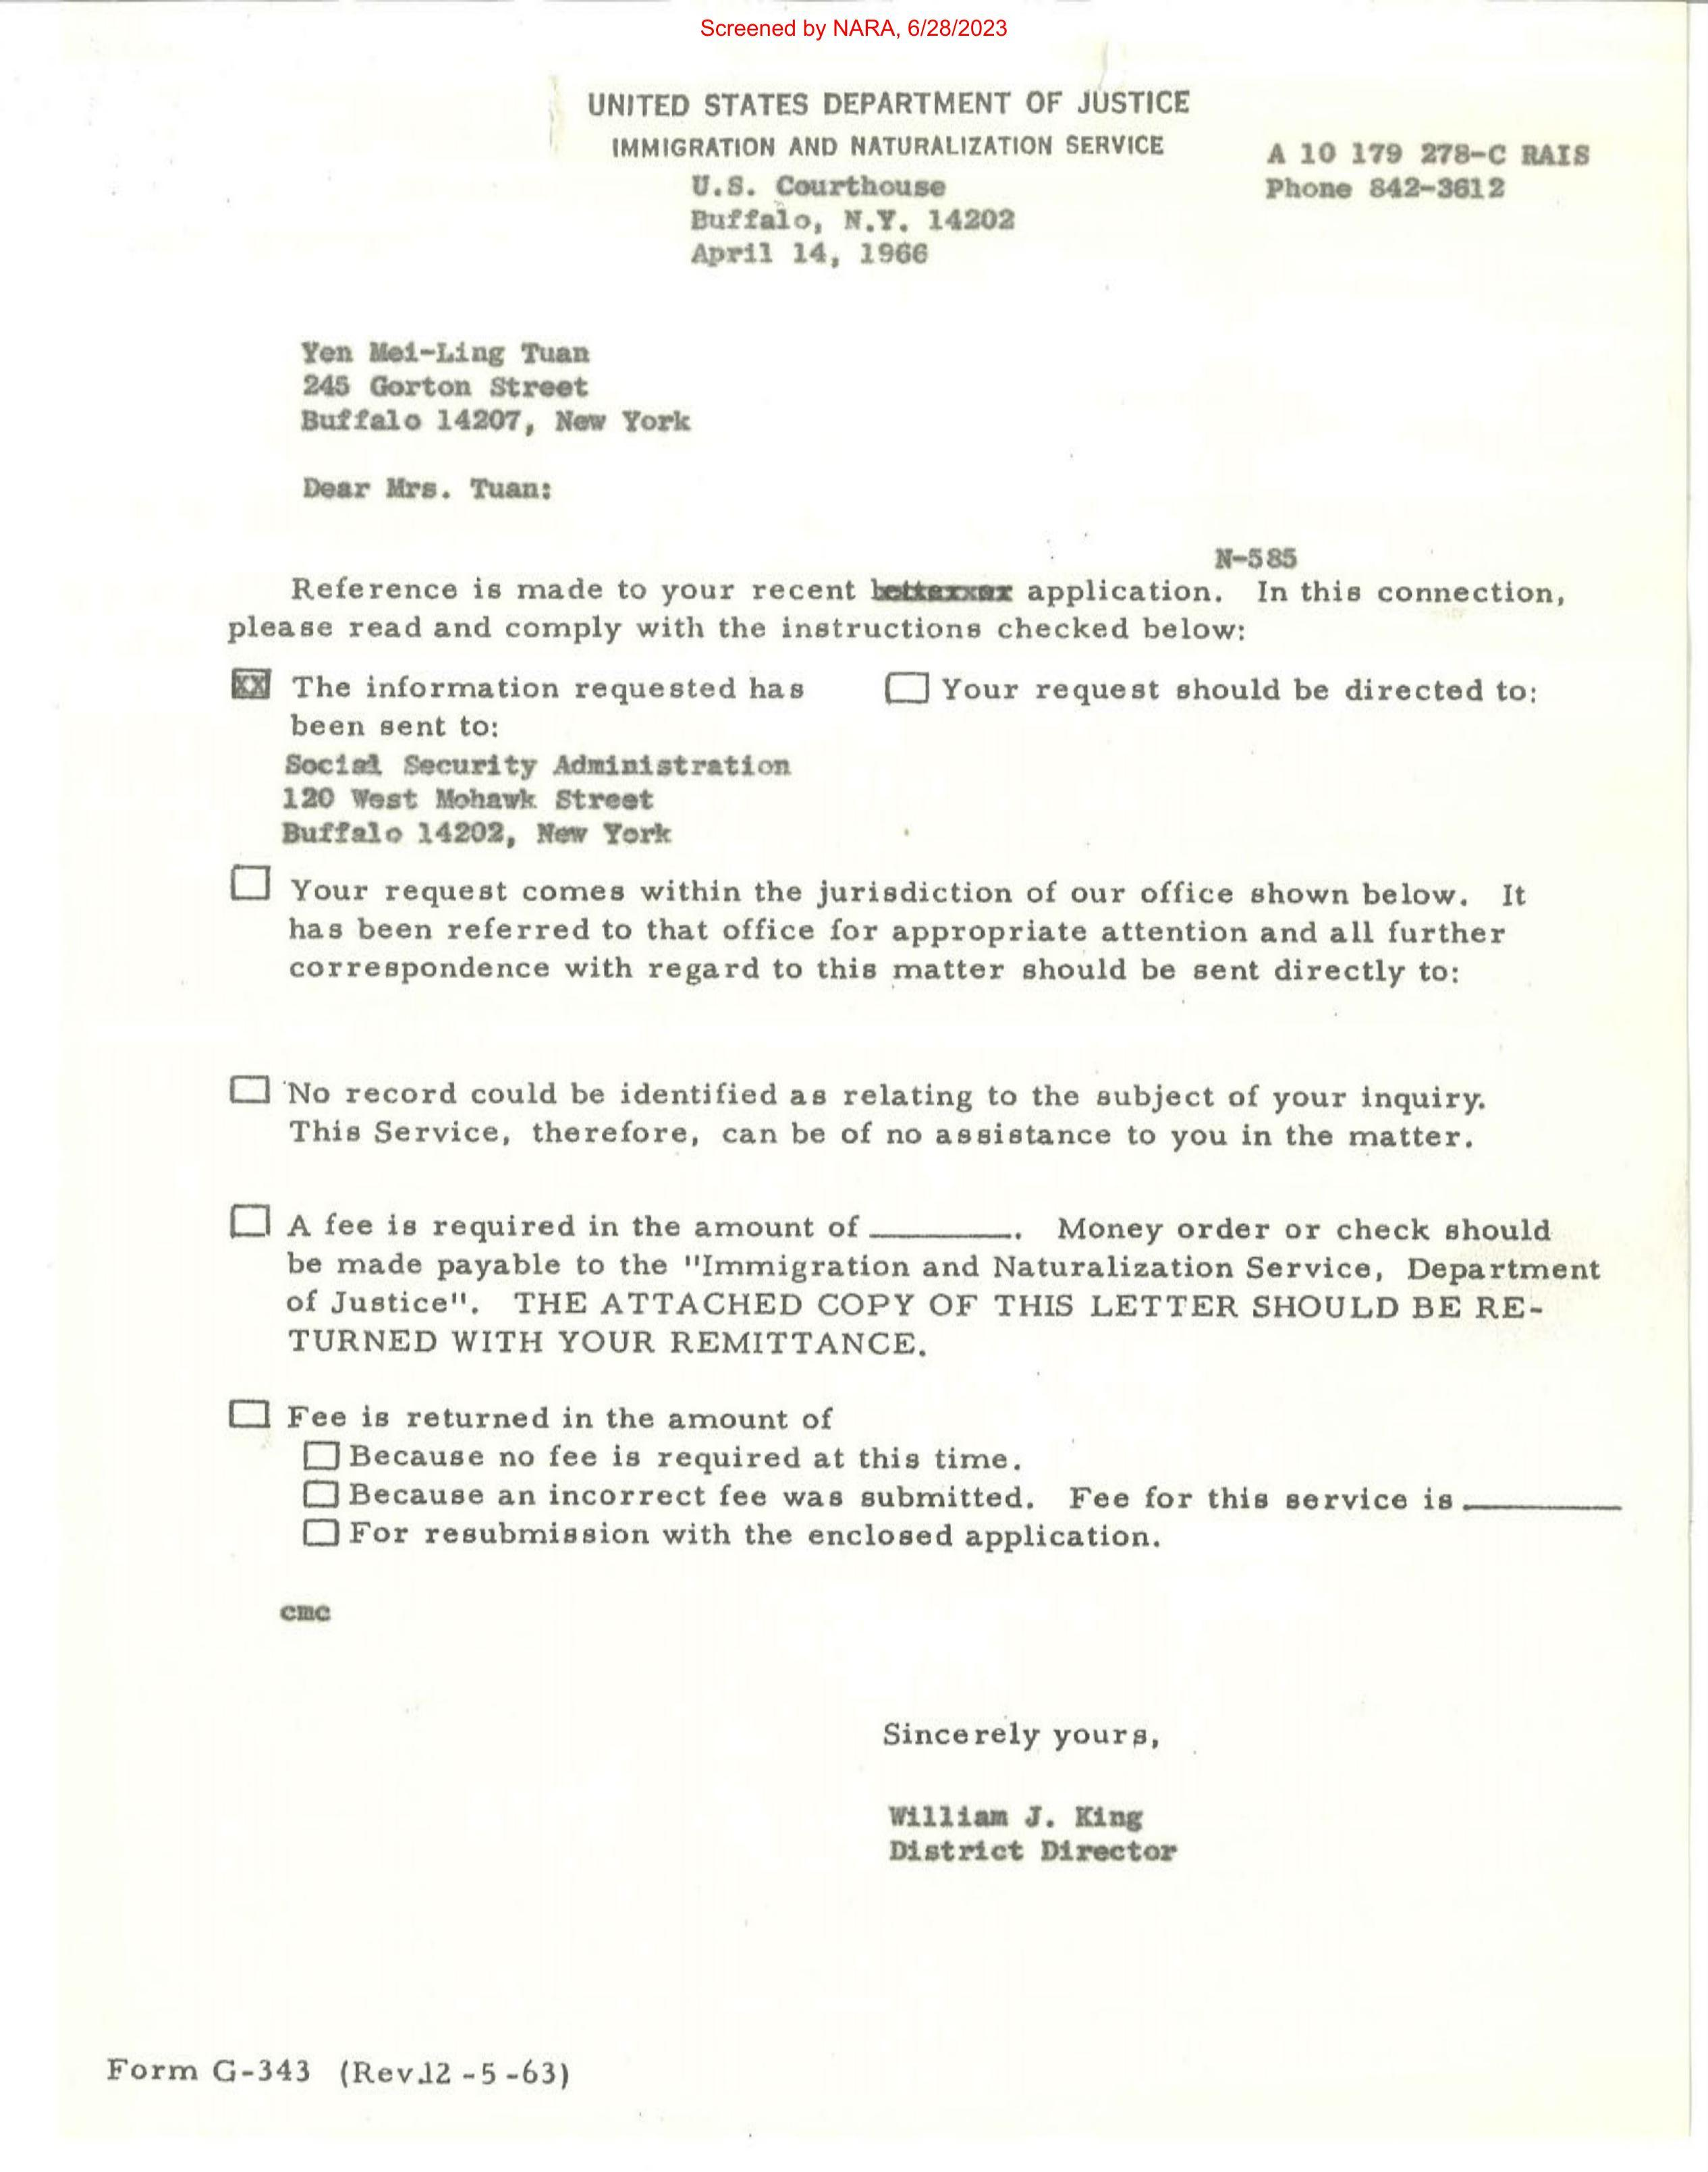 Screened by NARA, 6/28/2023
UNITED STATES DEPARTMENT OF JUSTICE
IMMIGRATION AND NATURALIZATION SERVICE
A 10 179 278-C RAIS
U.S. Courthouse
Phone 842-3612
Buffalo, N.Y. 14202
April 14, 1966
Yen Mei-Ling Tuan
245 Gorton Street
Buffalo 14207, New York
Dear Mrs. Tuan:
N-585
Reference is made to your recent application. In this connection,
please read and comply with the instructions checked below:
XX The information requested has
been sent to:
Your request should be directed to:
Social Security Administration
120 West Mohawk Street
Buffalo 14202, New York
Your request comes within the jurisdiction of our office shown below. It
has been referred to that office for appropriate attention and all further
correspondence with regard to this matter should be sent directly to:
No record could be identified as relating to the subject of your inquiry.
This Service, therefore, can be of no assistance to you in the matter.
A fee is required in the amount of ________. Money order or check should
be made payable to the "Immigration and Naturalization Service, Department
of Justice". THE ATTACHED COPY OF THIS LETTER SHOULD BE RE-
TURNED WITH YOUR REMITTANCE.
Fee is returned in the amount of
Because no fee is required at this time.
Because an incorrect fee was submitted. Fee for this service is ________
For resubmission with the enclosed application.
cmc
Sincerely yours,
William J. King
District Director
Form G-343 (Rev.12-5-63)